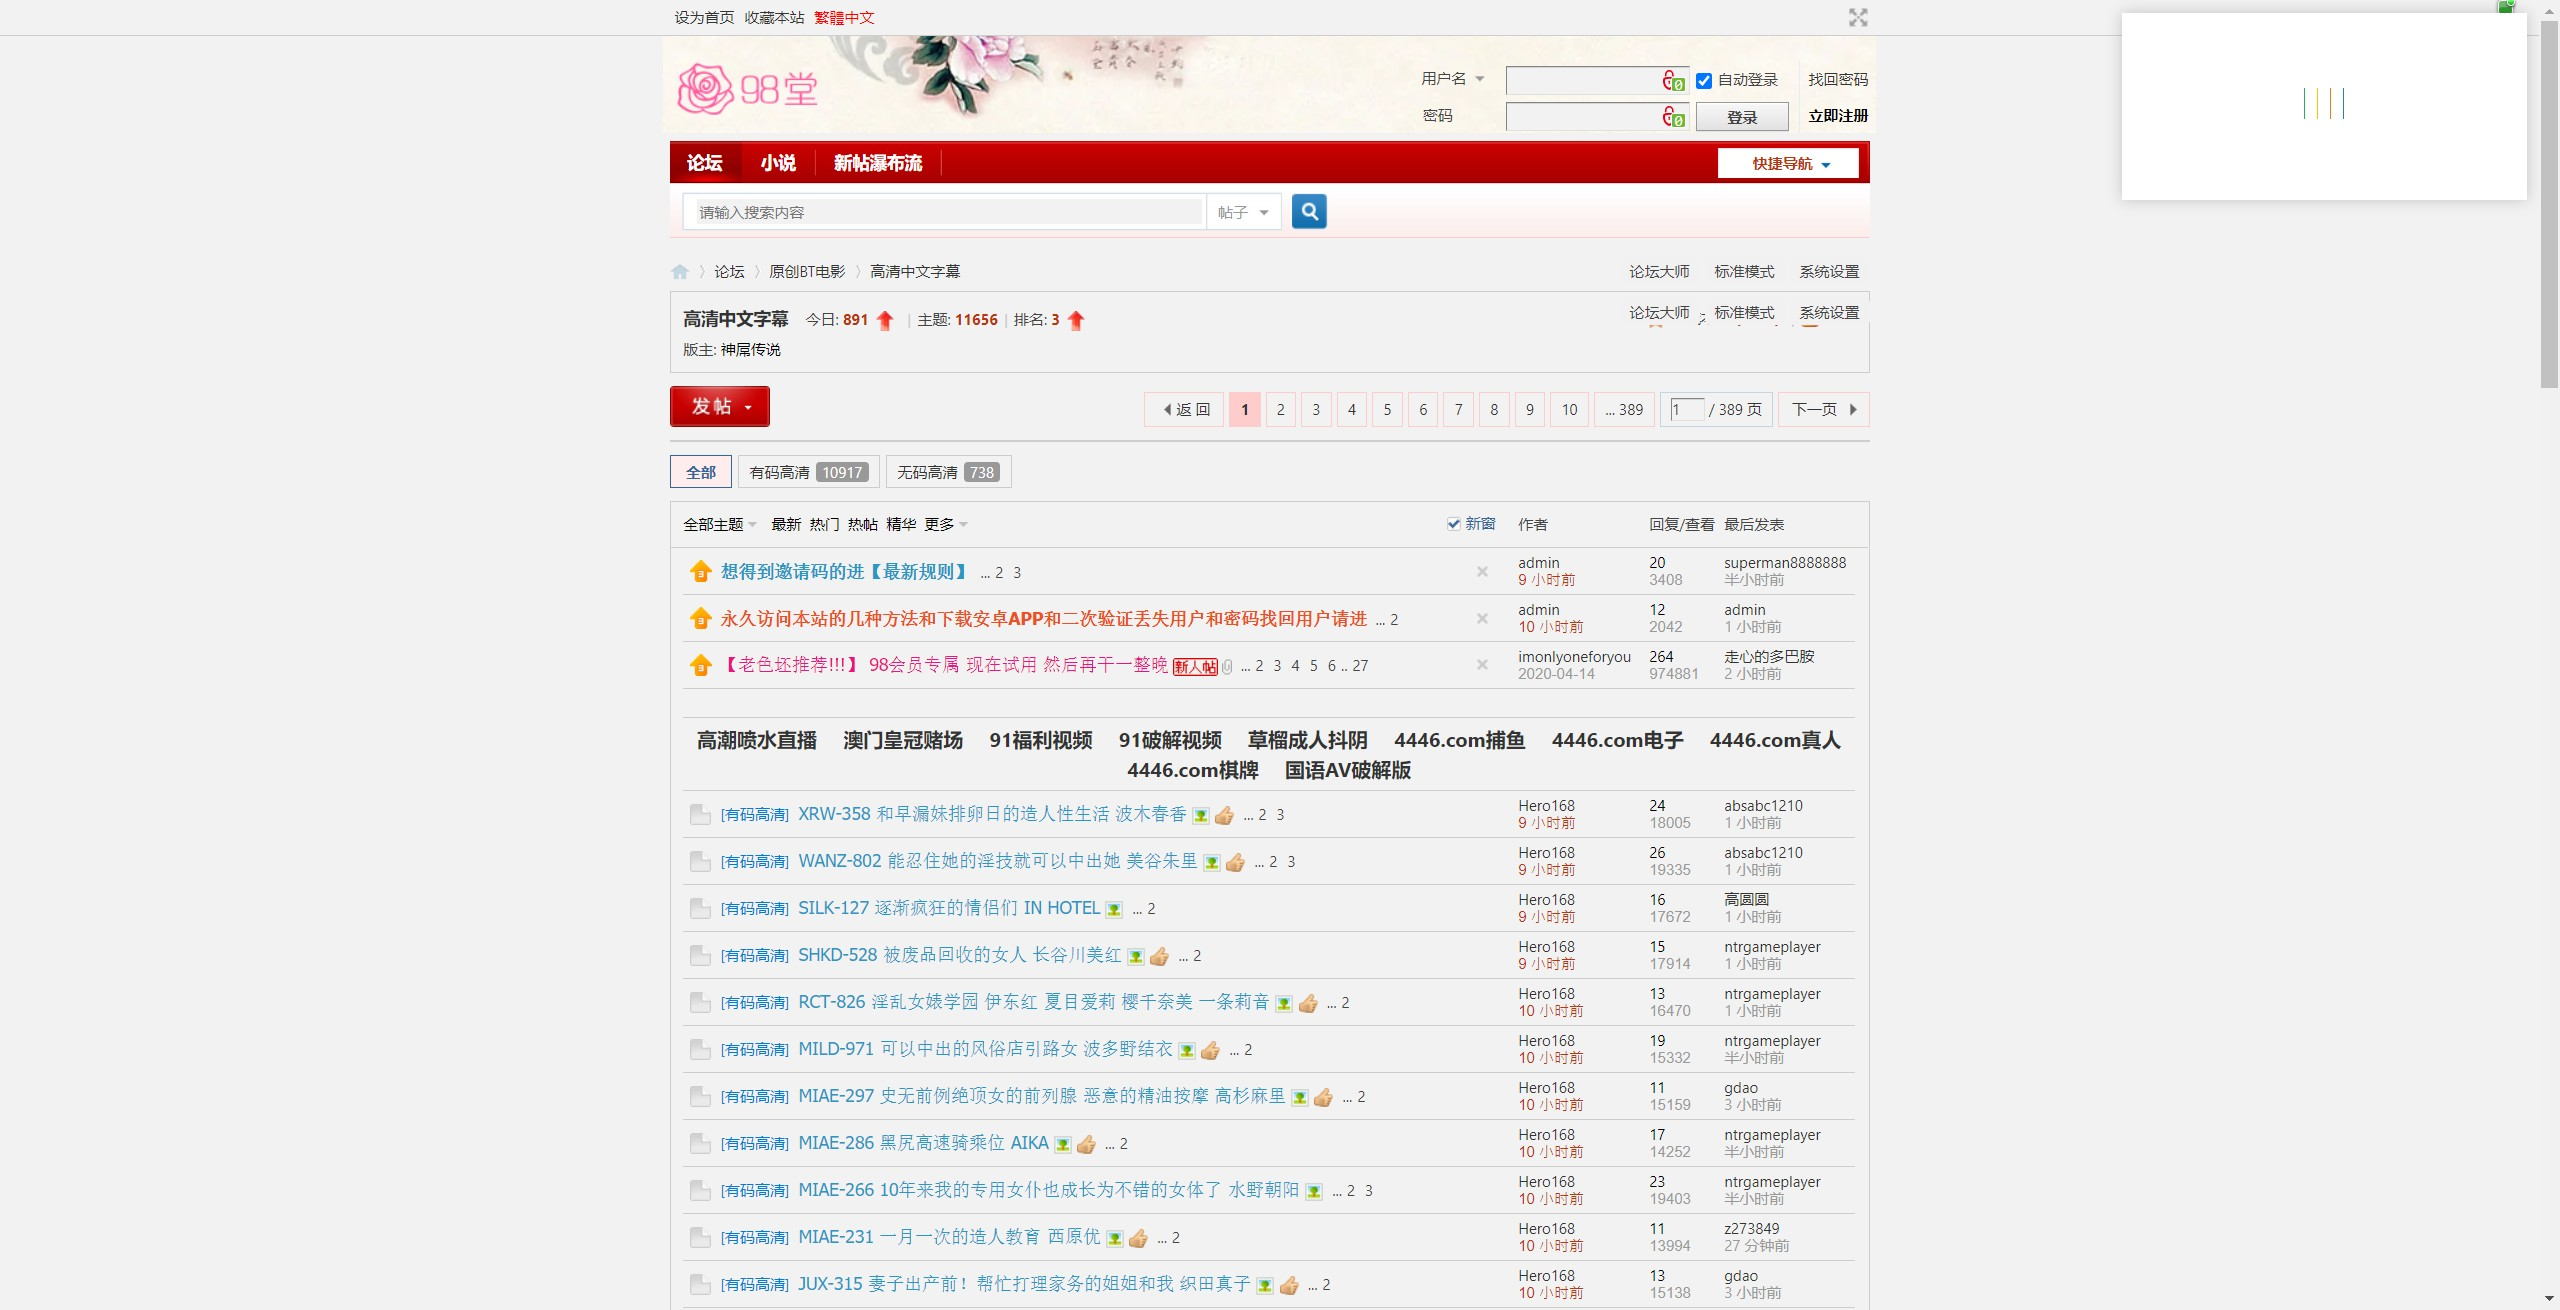 设为首页 收藏本站 繁體中文
98堂
用户名 自动登录 找回密码
密码 登录 立即注册
论坛 小说 新帖瀑布流 快捷导航
请输入搜索内容 帖子
论坛 原创BT电影 高清中文字幕 论坛大师 标准模式 系统设置
高清中文字幕 今日: 891 | 主题: 11656 | 排名: 3 论坛大师 标准模式 系统设置
版主: 神屌传说
发帖 返回 1 2 3 4 5 6 7 8 9 10 ... 389 1 / 389 页 下一页
全部 有码高清 10917 无码高清 738
全部主题 最新 热门 热帖 精华 更多 新窗 作者 回复/查看 最后发表
想得到邀请码的进【最新规则】 ... 2 3 admin 20 superman8888888
9 小时前 3408 半小时前
永久访问本站的几种方法和下载安卓APP和二次验证丢失用户和密码找回用户请进 ... 2 admin 12 admin
10 小时前 2042 1 小时前
【老色坯推荐!!!】 98会员专属 现在试用 然后再干一整晚 新人帖 ... 2 3 4 5 6 .. 27 imonlyoneforyou 264 走心的多巴胺
2020-04-14 974881 2 小时前
高潮喷水直播 澳门皇冠赌场 91福利视频 91破解视频 草榴成人抖阴 4446.com捕鱼 4446.com电子 4446.com真人
4446.com棋牌 国语AV破解版
[有码高清] XRW-358 和早漏妹排卵日的造人性生活 波木春香 ... 2 3 Hero168 24 absabc1210
9 小时前 18005 1 小时前
[有码高清] WANZ-802 能忍住她的淫技就可以中出她 美谷朱里 ... 2 3 Hero168 26 absabc1210
9 小时前 19335 1 小时前
[有码高清] SILK-127 逐渐疯狂的情侣们 IN HOTEL ... 2 Hero168 16 高圆圆
9 小时前 17672 1 小时前
[有码高清] SHKD-528 被废品回收的女人 长谷川美红 ... 2 Hero168 15 ntrgameplayer
9 小时前 17914 1 小时前
[有码高清] RCT-826 淫乱女婊学园 伊东红 夏目爱莉 樱千奈美 一条莉音 ... 2 Hero168 13 ntrgameplayer
10 小时前 16470 1 小时前
[有码高清] MILD-971 可以中出的风俗店引路女 波多野结衣 ... 2 Hero168 19 ntrgameplayer
10 小时前 15332 半小时前
[有码高清] MIAE-297 史无前例绝顶女的前列腺 恶意的精油按摩 高杉麻里 ... 2 Hero168 11 gdao
10 小时前 15159 3 小时前
[有码高清] MIAE-286 黑尻高速骑乘位 AIKA ... 2 Hero168 17 ntrgameplayer
10 小时前 14252 半小时前
[有码高清] MIAE-266 10年来我的专用女仆也成长为不错的女体了 水野朝阳 ... 2 3 Hero168 23 ntrgameplayer
10 小时前 19403 半小时前
[有码高清] MIAE-231 一月一次的造人教育 西原优 ... 2 Hero168 11 z273849
10 小时前 13994 27 分钟前
[有码高清] JUX-315 妻子出产前！帮忙打理家务的姐姐和我 织田真子 ... 2 Hero168 13 gdao
10 小时前 15138 3 小时前